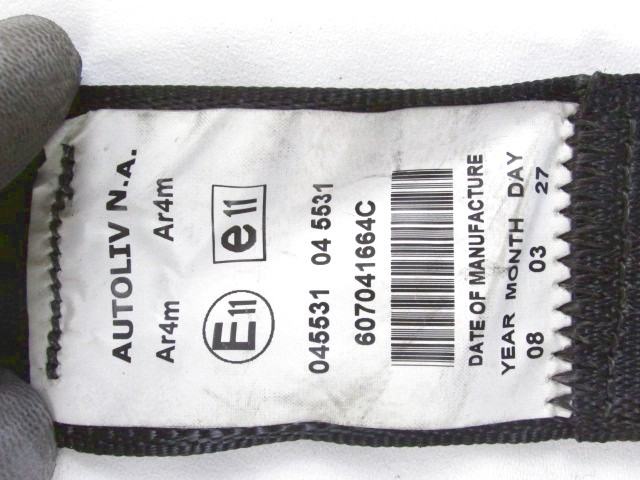 AUTOLIV N.A.
Ar4m Ar4m
E11 e11
045531 04 5531
607041664C
DATE OF MANUFACTURE
YEAR MONTH DAY
08 03 27